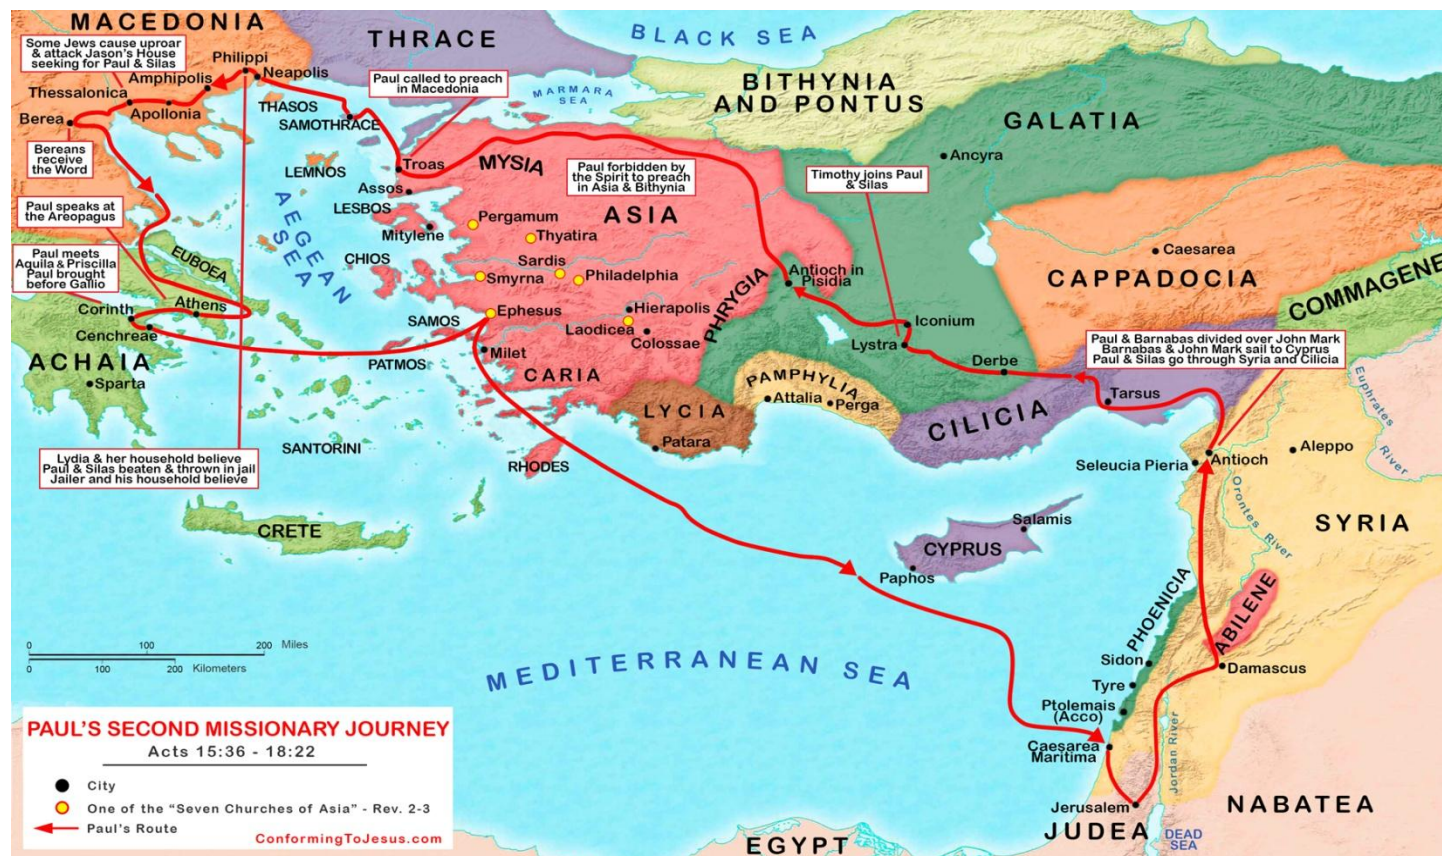 MACEDONIA
THRACE
BLACK SEA
BITHYNIA
AND PONTUS
GALATIA
Some Jews cause uproar
& attack Jason's House
seeking for Paul & Silas
Philippi
Neapolis
Amphipolis
Thessalonica
Apollonia
Berea
THASOS
SAMOTHRACE
Paul called to preach
in Macedonia
MARMARA
SEA
Bereans
receive
the Word
LEMNOS
Troas
MYSIA
Paul forbidden by
the Spirit to preach
in Asia & Bithynia
Timothy joins Paul
& Silas
Ancyra
Assos
LESBOS
Mitylene
ASIA
Pergamum
Thyatira
Paul speaks at
the Areopagus
AEGEAN
SEA
Paul meets
Aquila & Priscilla
Paul brought
before Gallio
EUBOEA
CHIOS
Sardis
Smyrna
Philadelphia
PHRYGIA
Antioch in
Pisidia
Caesarea
CAPPADOCIA
COMMAGENE
Corinth
Athens
Cenchreae
SAMOS
Ephesus
Hierapolis
Laodicea
Colossae
Iconium
Lystra
Derbe
Paul & Barnabas divided over John Mark
Barnabas & John Mark sail to Cyprus
Paul & Silas go through Syria and Cilicia
ACHAIA
Sparta
PATMOS
Milet
CARIA
PAMPHYLIA
Attalia
Perga
LYCIA
Patara
CILICIA
Tarsus
Euphrates
River
SANTORINI
RHODES
Lydia & her household believe
Paul & Silas beaten & thrown in jail
Jailer and his household believe
Seleucia Pieria
Antioch
Aleppo
Orontes
River
SYRIA
CRETE
Salamis
CYPRUS
Paphos
PHOENICIA
ABILENE
0 100 200 Miles
0 100 200 Kilometers
MEDITERRANEAN SEA
Sidon
Damascus
Tyre
Ptolemais
(Acco)
Caesarea
Maritima
Jordan River
Jerusalem
JUDEA
DEAD
SEA
NABATEA
EGYPT
PAUL'S SECOND MISSIONARY JOURNEY
Acts 15:36 - 18:22
City
One of the “Seven Churches of Asia” - Rev. 2-3
Paul's Route
ConformingToJesus.com